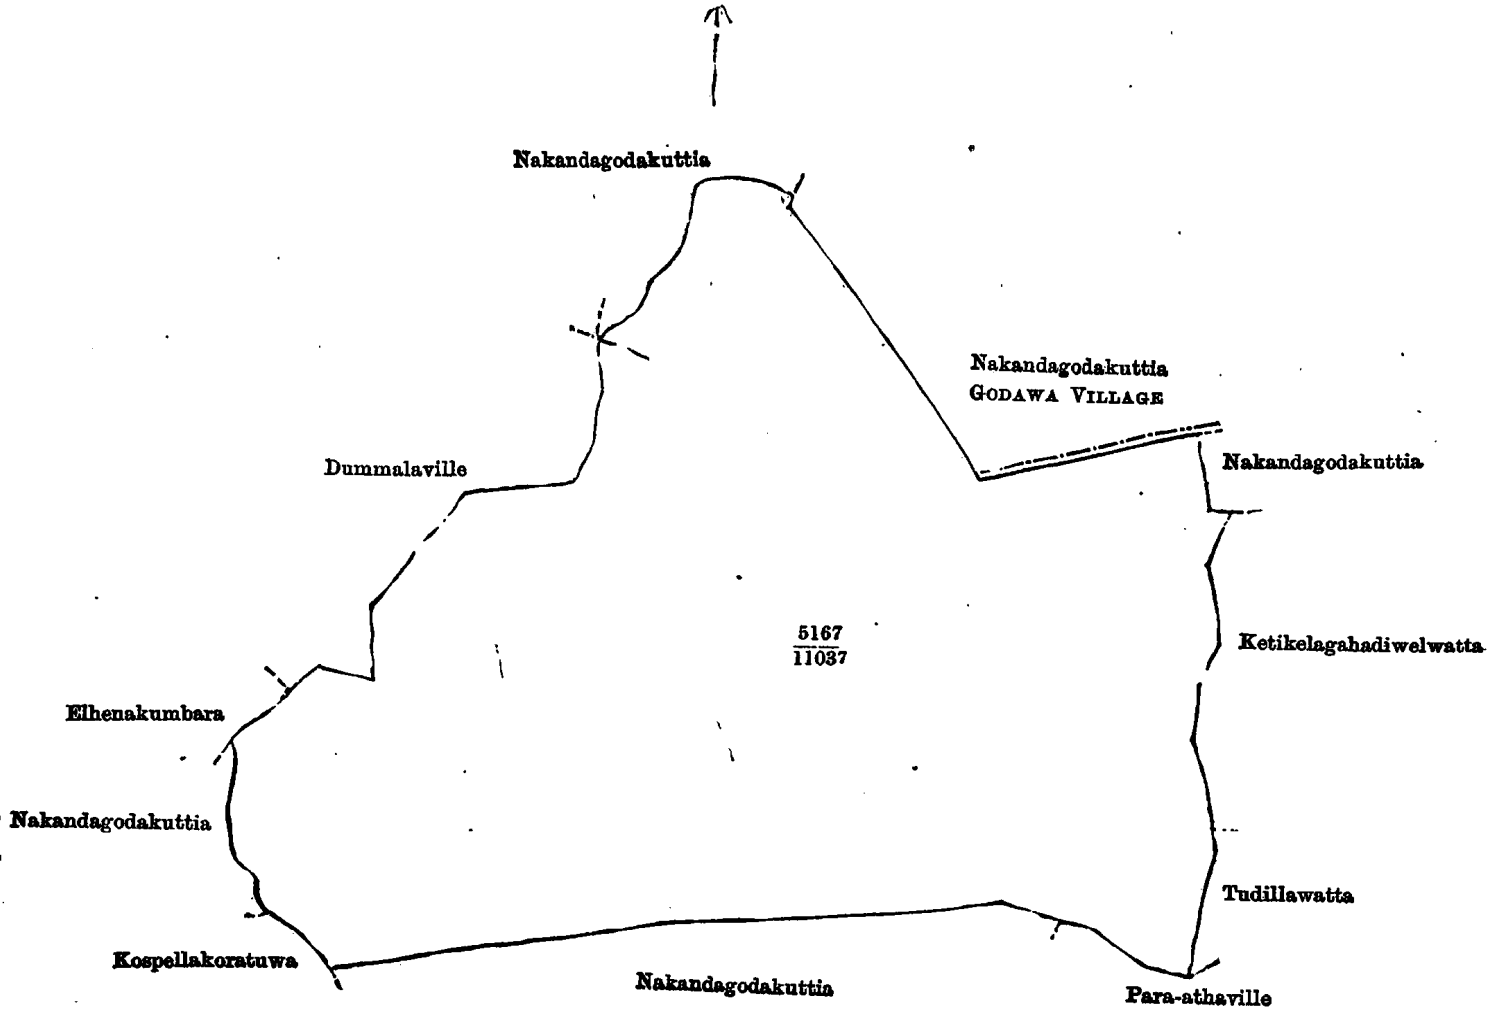 Nakandagodakuttia
Nakandagodakuttia
GODAWA VILLAGE
Nakandagodakuttia
Dummalaville
5167
11037
Ketikelagahadiwelwatta
Elhenakumbara
Nakandagodakuttia
Tudillawatta
Kospellakoratuwa
Nakandagodakuttia
Para-athaville